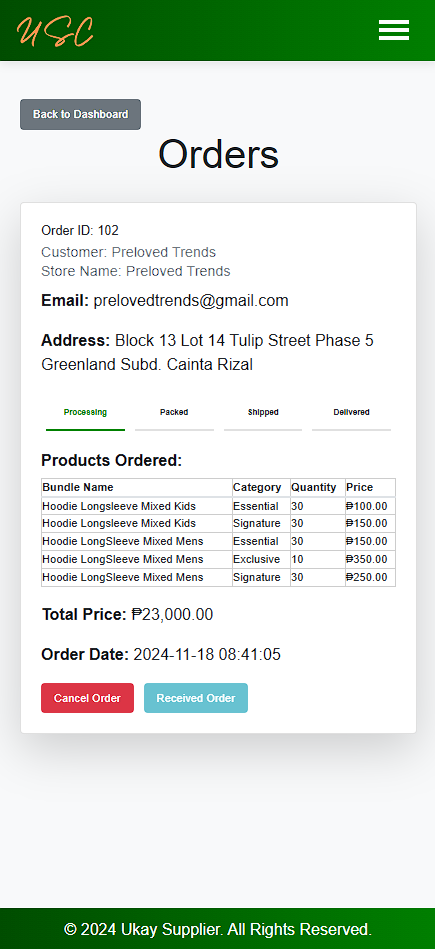 USC
Back to Dashboard
Orders
Order ID: 102
Customer: Preloved Trends
Store Name: Preloved Trends
Email: prelovedtrends@gmail.com
Address: Block 13 Lot 14 Tulip Street Phase 5
Greenland Subd. Cainta Rizal
Processing Packed Shipped Delivered
Products Ordered:
Bundle Name Category Quantity Price
Hoodie Longsleeve Mixed Kids Essential 30 ₱100.00
Hoodie Longsleeve Mixed Kids Signature 30 ₱150.00
Hoodie LongSleeve Mixed Mens Essential 30 ₱150.00
Hoodie LongSleeve Mixed Mens Exclusive 10 ₱350.00
Hoodie LongSleeve Mixed Mens Signature 30 ₱250.00
Total Price: ₱23,000.00
Order Date: 2024-11-18 08:41:05
Cancel Order Received Order
© 2024 Ukay Supplier. All Rights Reserved.